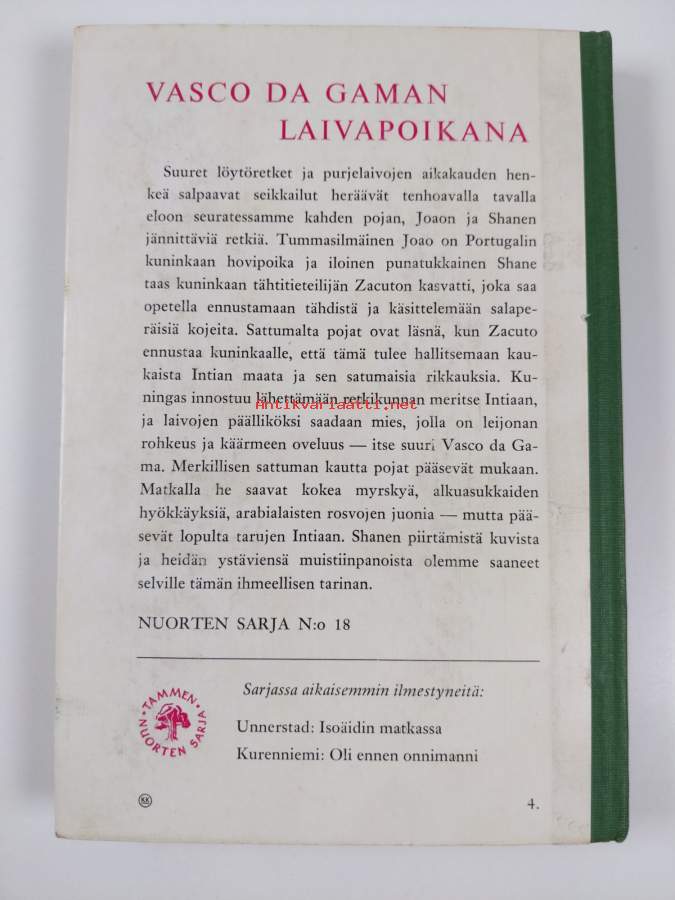 VASCO DA GAMAN
LAIVAPOIKANA
Suuret löytöretket ja purjelaivojen aikakauden hen-
keä salpaavat seikkailut heräävät tenhoavalla tavalla
eloon seuratessamme kahden pojan, Joaon ja Shanen
jännittäviä retkiä. Tummasilmäinen Joao on Portugalin
kuninkaan hovipoika ja iloinen punatukkainen Shane
taas kuninkaan tähtitieteilijän Zacuton kasvatti, joka saa
opetella ennustamaan tähdistä ja käsittelemään salape-
räisiä kojeita. Sattumalta pojat ovat läsnä, kun Zacuto
ennustaa kuninkaalle, että tämä tulee hallitsemaan kau-
kaista Intian maata ja sen satumaisia rikkauksia. Ku-
ningas innostuu lähettämään retkikunnan meritse Intiaan,
Antikvariaatti.net
ja laivojen päälliköksi saadaan mies, jolla on leijonan
rohkeus ja käärmeen oveluus — itse suuri Vasco da Ga-
ma. Merkillisen sattuman kautta pojat pääsevät mukaan.
Matkalla he saavat kokea myrskyä, alkuasukkaiden
hyökkäyksiä, arabialaisten rosvojen juonia — mutta pää-
sevät lopulta tarujen Intiaan. Shanen piirtämistä kuvista
ja heidän ystäviensä muistiinpanoista olemme saaneet
selville tämän ihmeellisen tarinan.
NUORTEN SARJA N:o 18
TAMMEN
NUORTEN SARJA
Sarjassa aikaisemmin ilmestyneitä:
Unnerstad: Isoäidin matkassa
Kurenniemi: Oli ennen onnimanni
KK
4.